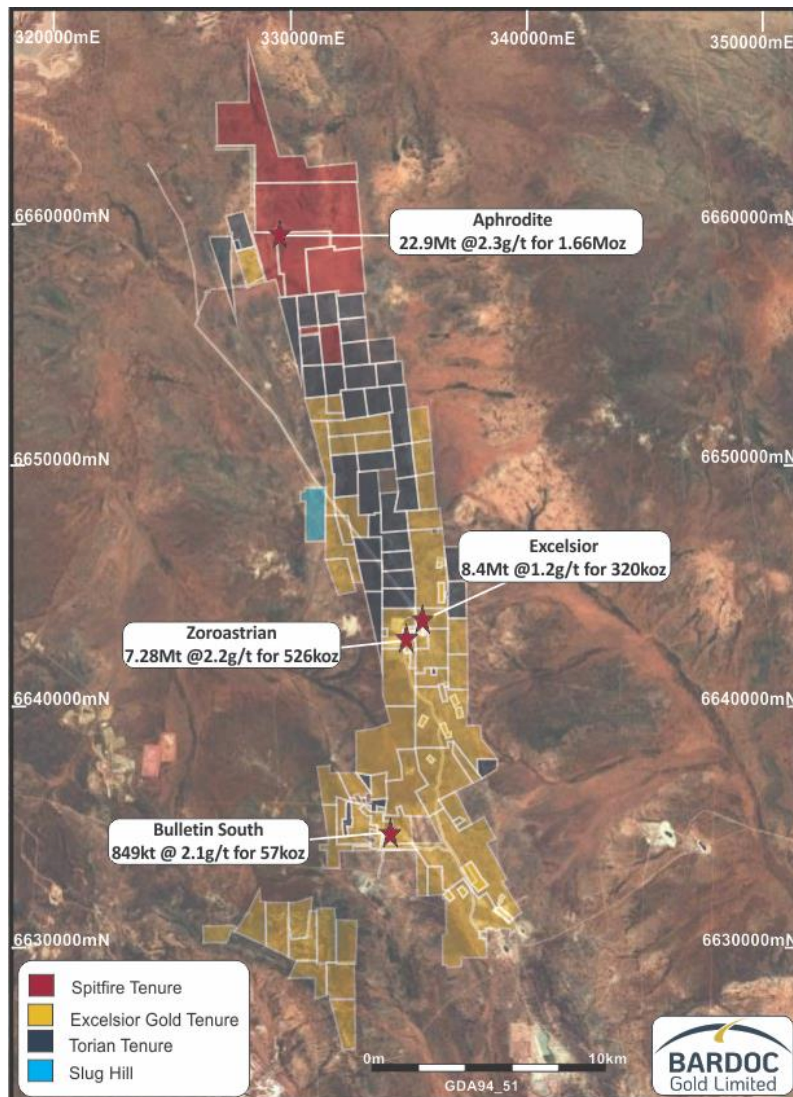 320000mE
330000mE
340000mE
350000mE
6660000mN
6660000mN
Aphrodite
22.9Mt @2.3g/t for 1.66Moz
6650000mN
6650000mN
Excelsior
8.4Mt @1.2g/t for 320koz
Zoroastrian
7.28Mt @2.2g/t for 526koz
6640000mN
6640000mN
Bulletin South
849kt @ 2.1g/t for 57koz
6630000mN
6630000mN
Spitfire Tenure
Excelsior Gold Tenure
Torian Tenure
Slug Hill
0m
10km
GDA94_51
BARDOC
Gold Limited